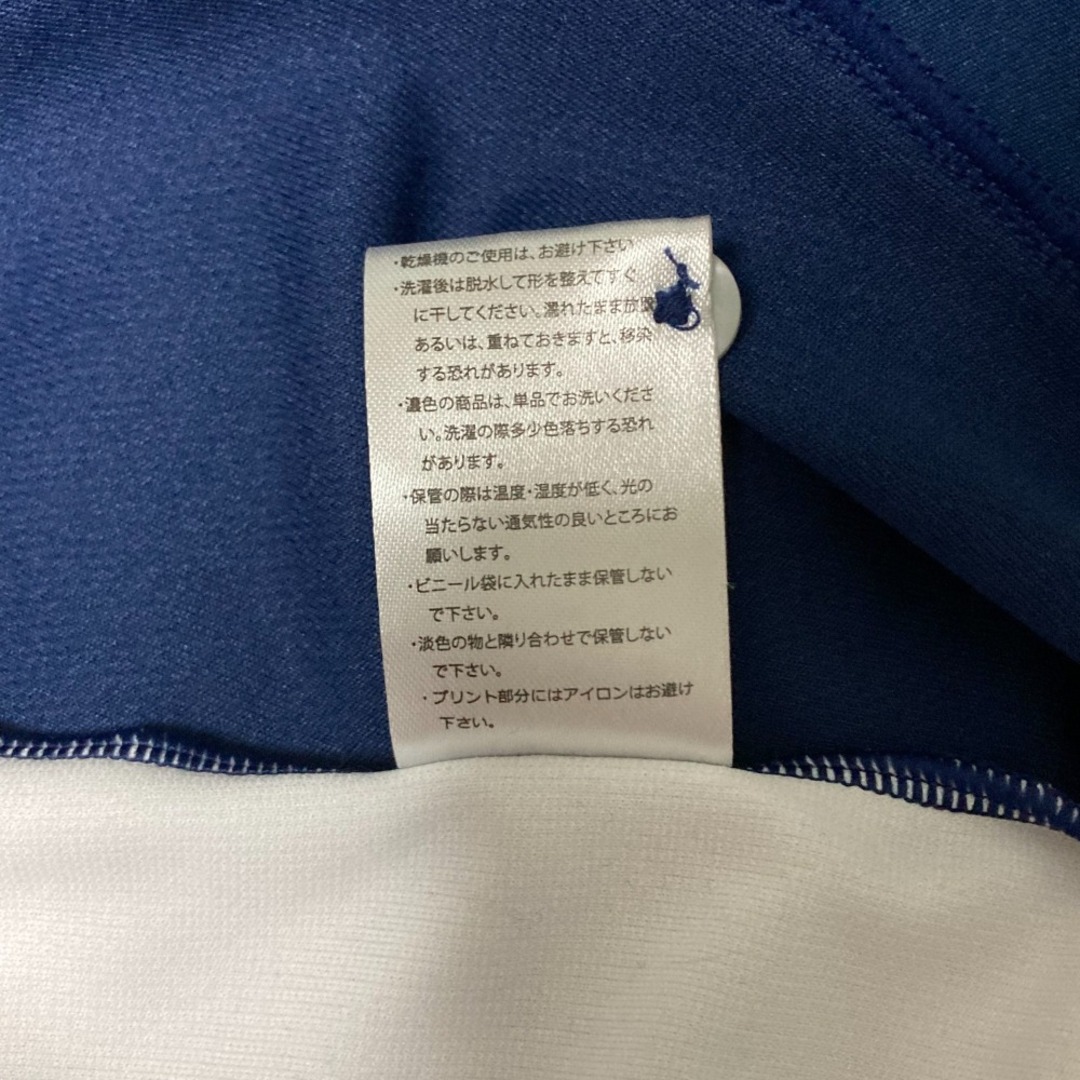 ・乾燥機のご使用は、お避け下さい
・洗濯後は脱水して形を整えてすぐ
に干してください。濡れたまま放置
あるいは、重ねておきますと、移染
する恐れがあります。
・濃色の商品は、単品でお洗いくださ
い。洗濯の際多少色落ちする恐れ
があります。
・保管の際は温度・湿度が低く、光の
当たらない通気性の良いところにお
願いします。
・ビニール袋に入れたまま保管しない
で下さい。
・淡色の物と隣り合わせで保管しない
で下さい。
・プリント部分にはアイロンはお避け
下さい。